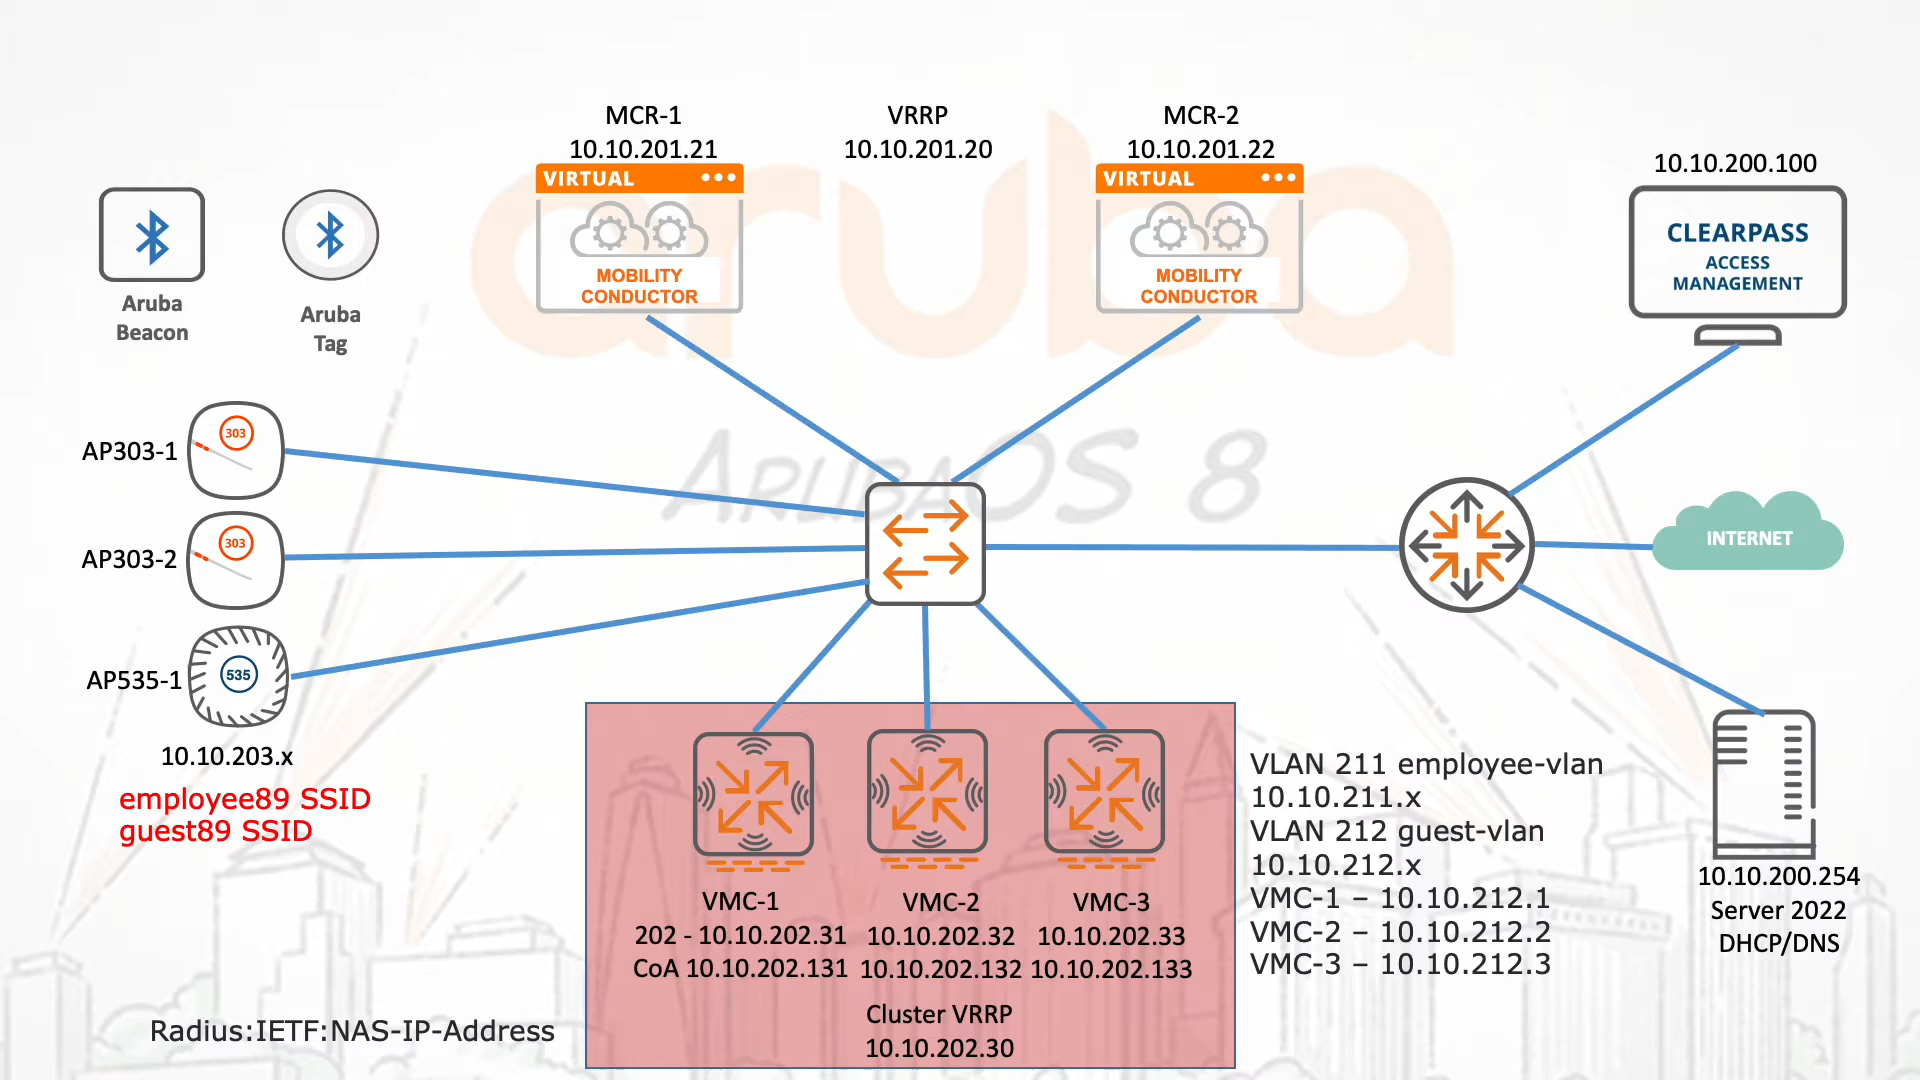 MCR-1
10.10.201.21
VIRTUAL
MOBILITY
CONDUCTOR
VRRP
10.10.201.20
MCR-2
10.10.201.22
VIRTUAL
MOBILITY
CONDUCTOR
10.10.200.100
CLEARPASS
ACCESS
MANAGEMENT
Aruba
Beacon
Aruba
Tag
aruba
ARUBAOS 8
AP303-1
303
AP303-2
303
AP535-1
535
10.10.203.x
employee89 SSID
guest89 SSID
INTERNET
VMC-1
202 - 10.10.202.31
CoA 10.10.202.131
VMC-2
10.10.202.32
10.10.202.132
VMC-3
10.10.202.33
10.10.202.133
Cluster VRRP
10.10.202.30
VLAN 211 employee-vlan
10.10.211.x
VLAN 212 guest-vlan
10.10.212.x
VMC-1 – 10.10.212.1
VMC-2 – 10.10.212.2
VMC-3 – 10.10.212.3
10.10.200.254
Server 2022
DHCP/DNS
Radius:IETF:NAS-IP-Address